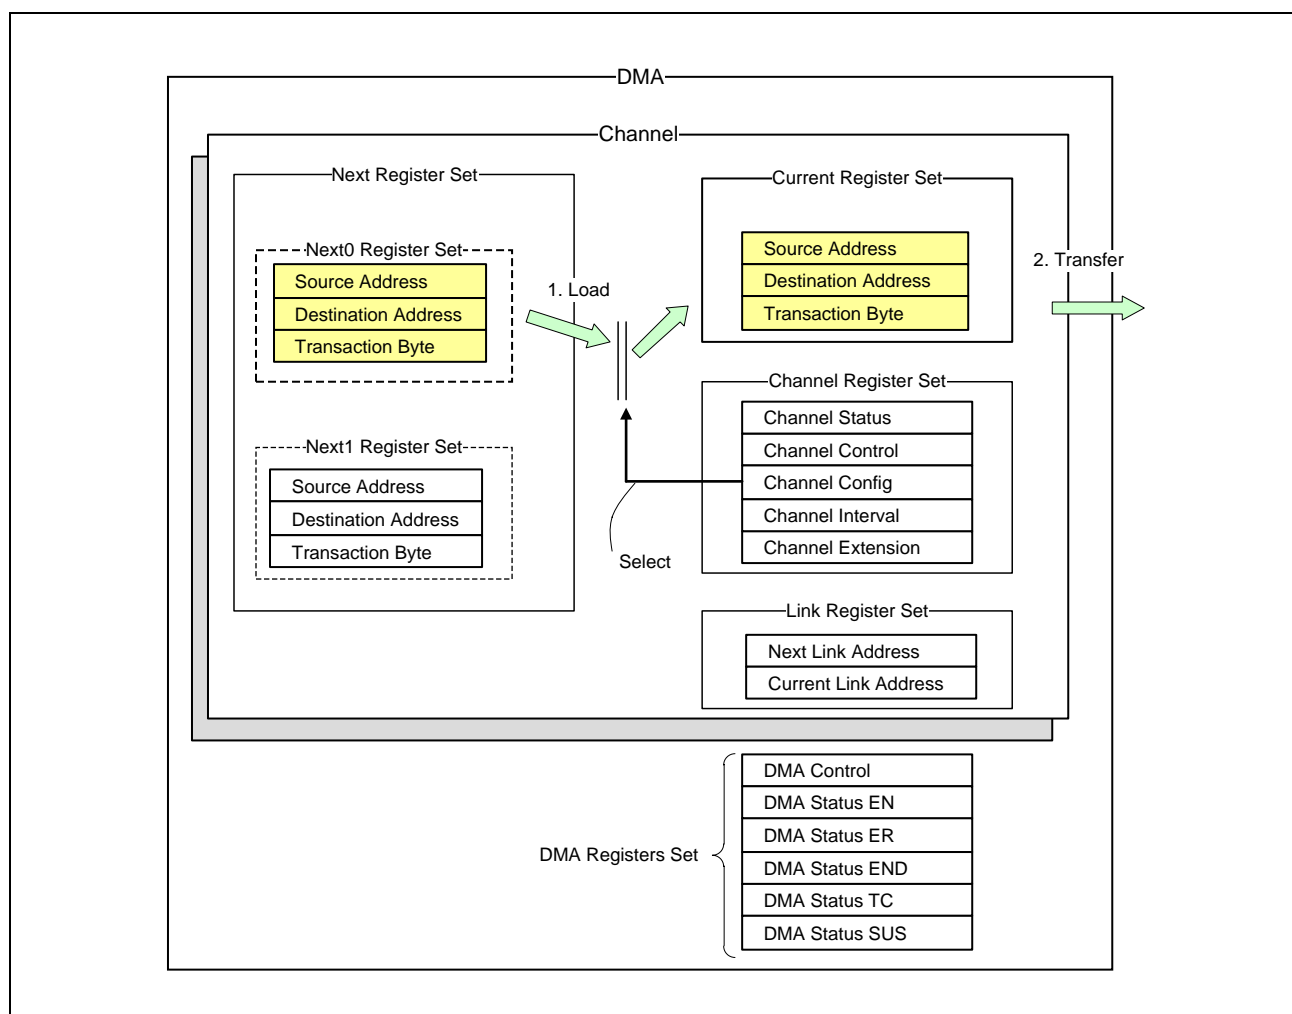 DMA
Channel
Next Register Set
Next0 Register Set
Source Address
Destination Address
Transaction Byte
Next1 Register Set
Source Address
Destination Address
Transaction Byte
1. Load
Select
Current Register Set
Source Address
Destination Address
Transaction Byte
2. Transfer
Channel Register Set
Channel Status
Channel Control
Channel Config
Channel Interval
Channel Extension
Link Register Set
Next Link Address
Current Link Address
DMA Registers Set
DMA Control
DMA Status EN
DMA Status ER
DMA Status END
DMA Status TC
DMA Status SUS